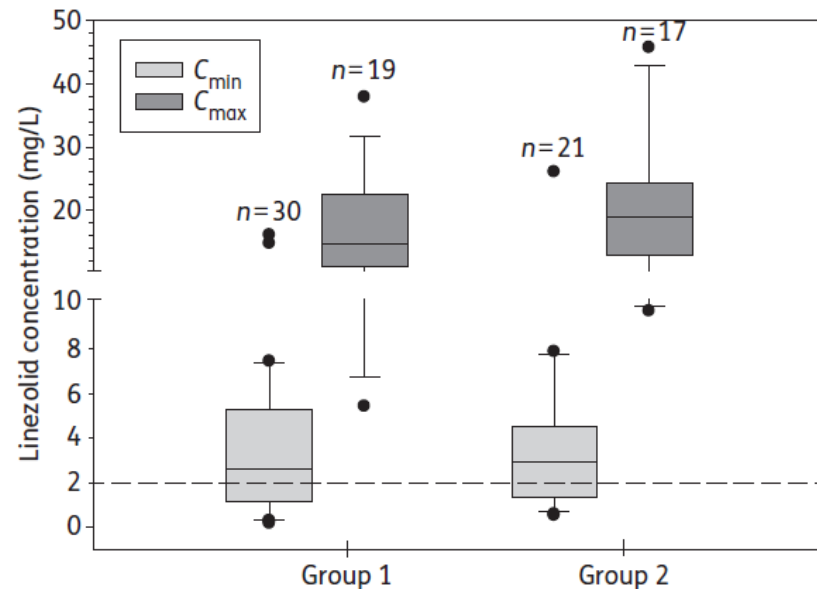 Linezolid concentration (mg/L)
50
40
30
20
10
8
6
4
2
0
Cmin
Cmax
n=30
n=19
n=21
n=17
Group 1
Group 2